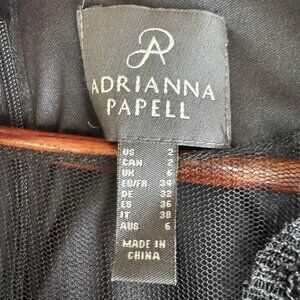 ADRIANNA
PAPELL
US 2
CAN 2
UK 6
EU/FR 34
DE 32
ES 36
IT 38
AUS 6
MADE IN
CHINA